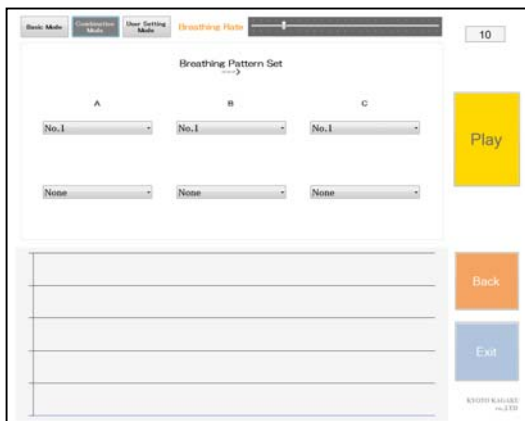 Basic Mode
Combination
Mode
User Setting
Mode
Breathing Rate
10
Breathing Pattern Set
---->
A
B
C
No.1
No.1
No.1
Play
None
None
None
Back
Exit
KYOTO KAGAKU
co.,LTD